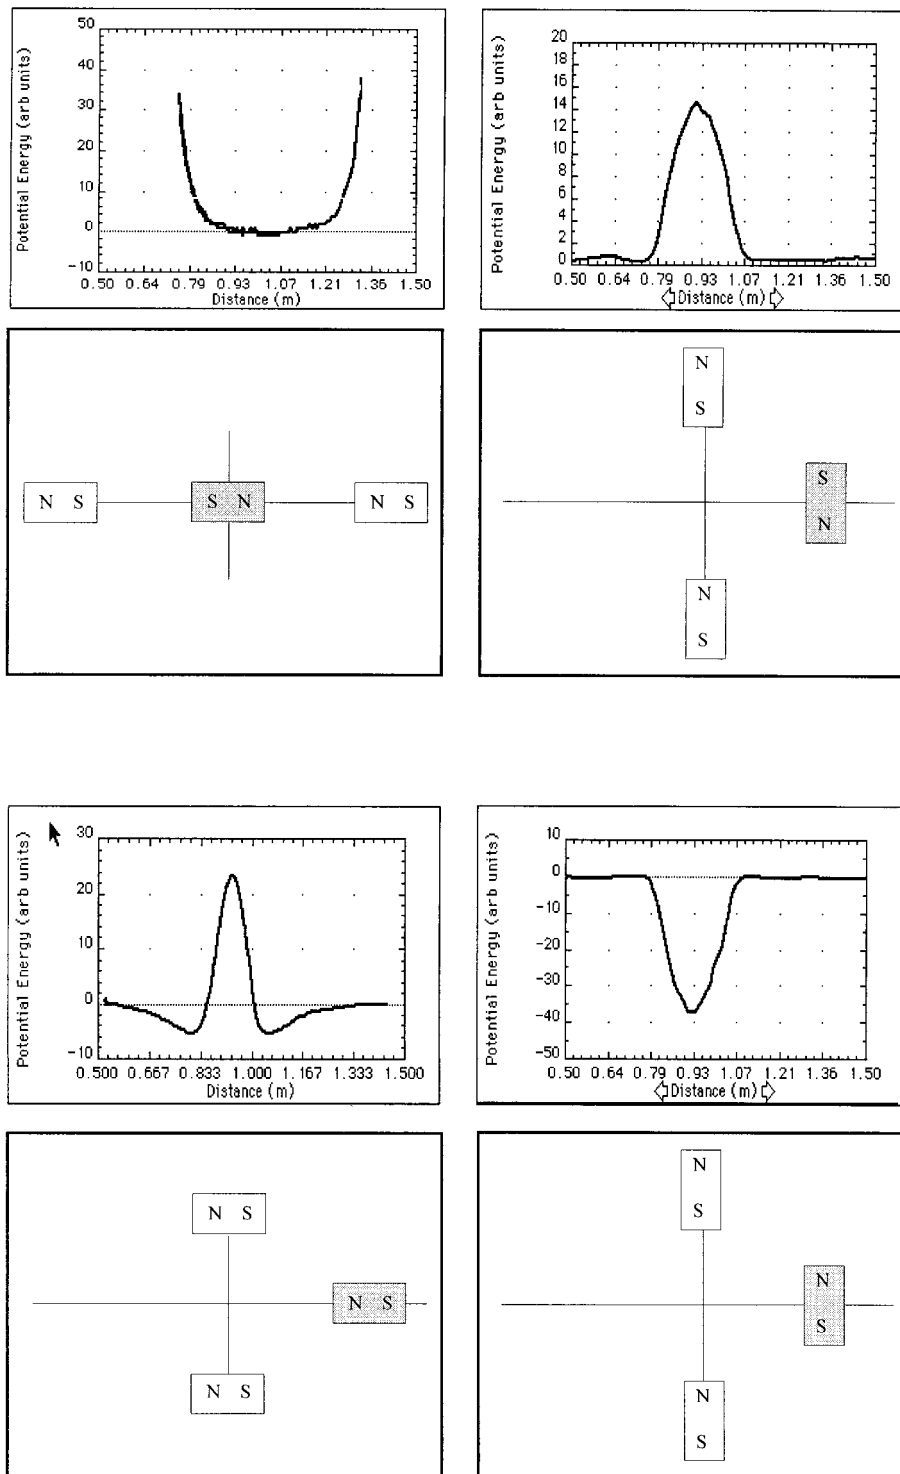 Potential Energy (arb units)
50
40
30
20
10
0
-10
0.50 0.64 0.79 0.93 1.07 1.21 1.36 1.50
Distance (m)
Potential Energy (arb units)
20
18
16
14
12
10
8
6
4
2
0
0.50 0.64 0.79 0.93 1.07 1.21 1.36 1.50
Distance (m)
N S
S N
N S
N
S
S
N
N
S
Potential Energy (arb units)
30
20
10
0
-10
0.500 0.667 0.833 1.000 1.167 1.333 1.500
Distance (m)
Potential Energy (arb units)
10
0
-10
-20
-30
-40
-50
0.50 0.64 0.79 0.93 1.07 1.21 1.36 1.50
Distance (m)
N S
N S
N S
N
S
N
S
N
S